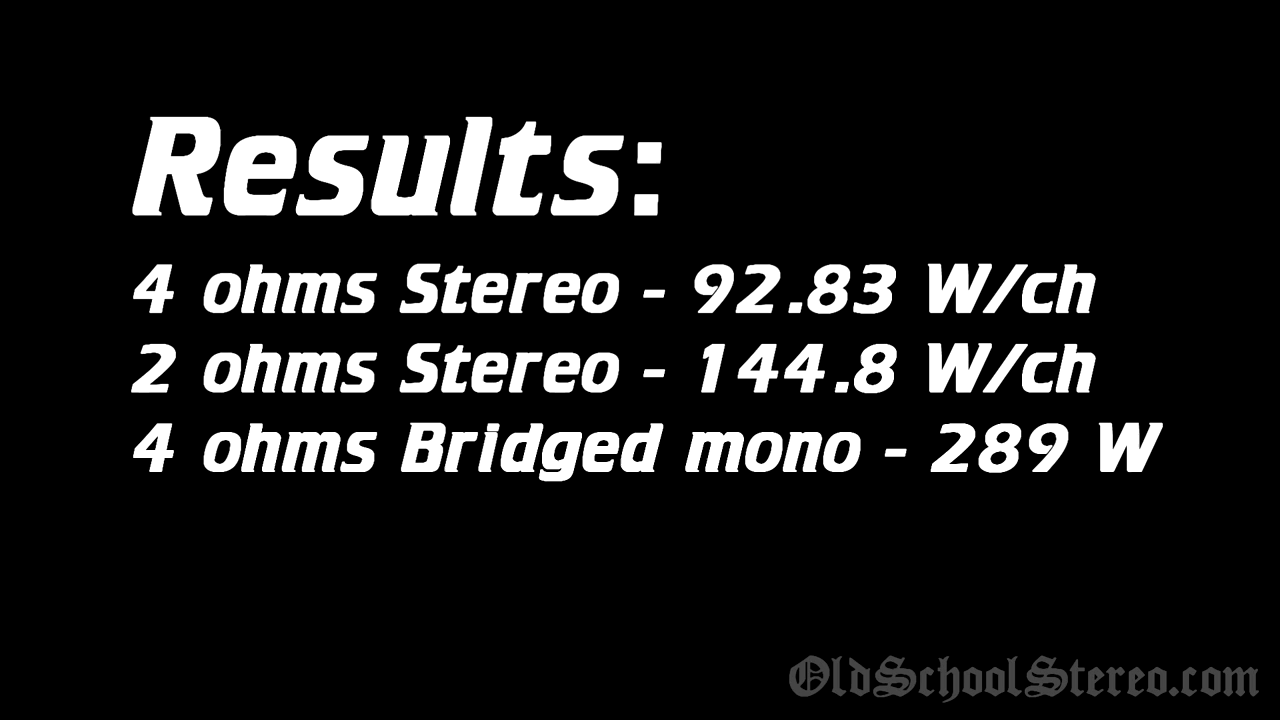 Results:
4 ohms Stereo - 92.83 W/ch
2 ohms Stereo - 144.8 W/ch
4 ohms Bridged mono - 289 W
OldSchoolStereo.com